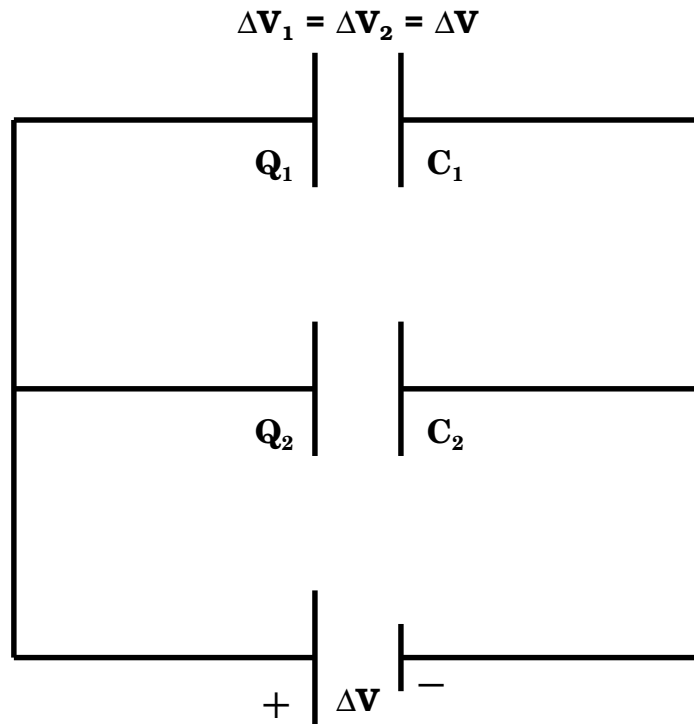 ΔV₁ = ΔV₂ = ΔV
Q₁ C₁
Q₂ C₂
+ ΔV −